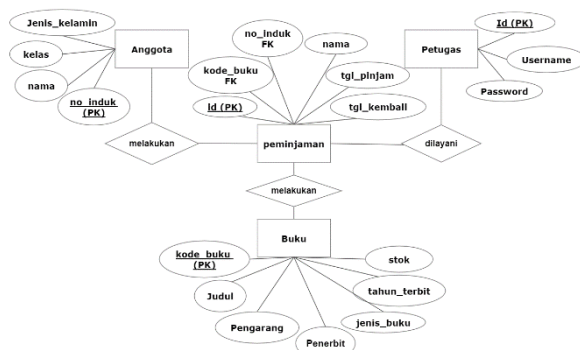 Jenis_kelamin
kelas
nama
no_induk
(PK)
Anggota
no_induk
FK
kode_buku
FK
Id (PK)
nama
tgl_pinjam
tgl_kembali
Petugas
Id (PK)
Username
Password
melakukan
peminjaman
dilayani
melakukan
Buku
kode_buku
(PK)
Judul
Pengarang
Penerbit
jenis_buku
tahun_terbit
stok